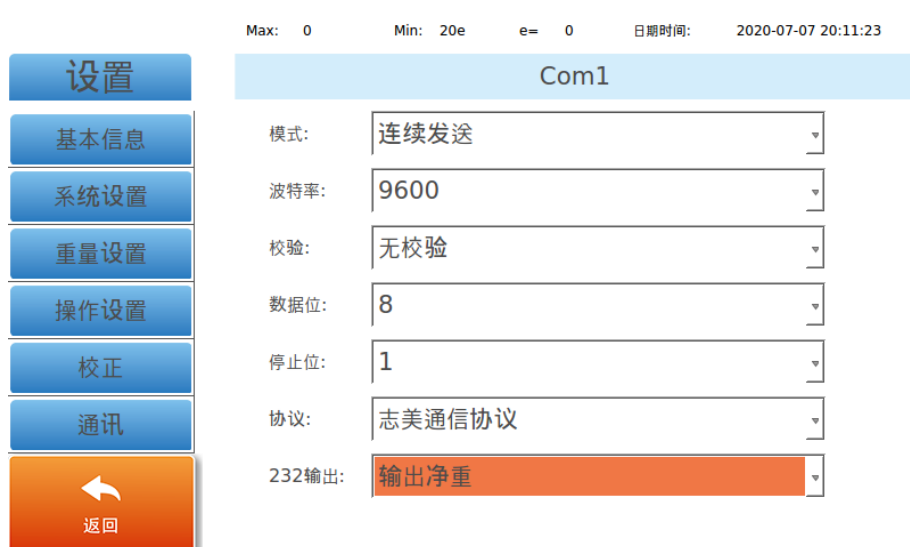 Max: 0 Min: 20e e= 0 日期时间: 2020-07-07 20:11:23
设置
Com1
基本信息
系统设置
重量设置
操作设置
校正
通讯
返回
模式: 连续发送
波特率: 9600
校验: 无校验
数据位: 8
停止位: 1
协议: 志美通信协议
232输出: 输出净重